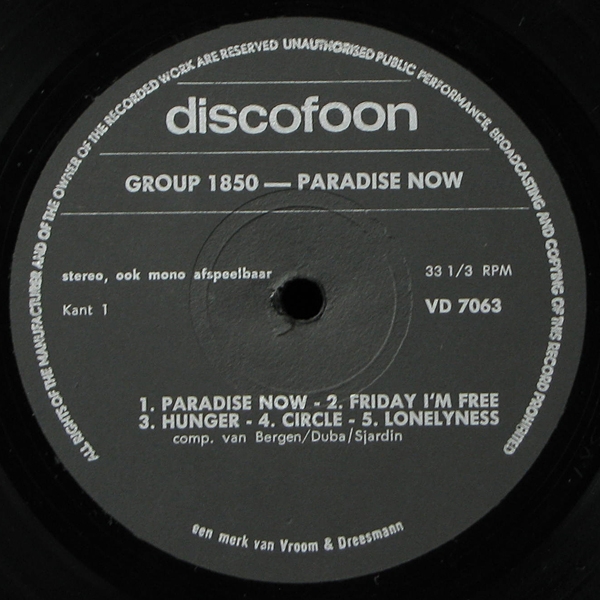 ALL RIGHTS OF THE MANUFACTURER AND OF THE OWNER OF THE RECORDED WORK ARE RESERVED UNAUTHORISED PUBLIC PERFORMANCE, BROADCASTING AND COPYING OF THIS RECORD PROHIBITED
discofoon
GROUP 1850 — PARADISE NOW
stereo, ook mono afspeelbaar
33 1/3 RPM
Kant 1
VD 7063
1. PARADISE NOW - 2. FRIDAY I'M FREE
3. HUNGER - 4. CIRCLE - 5. LONELYNESS
comp. van Bergen/Duba/Sjardin
een merk van Vroom & Dreesmann